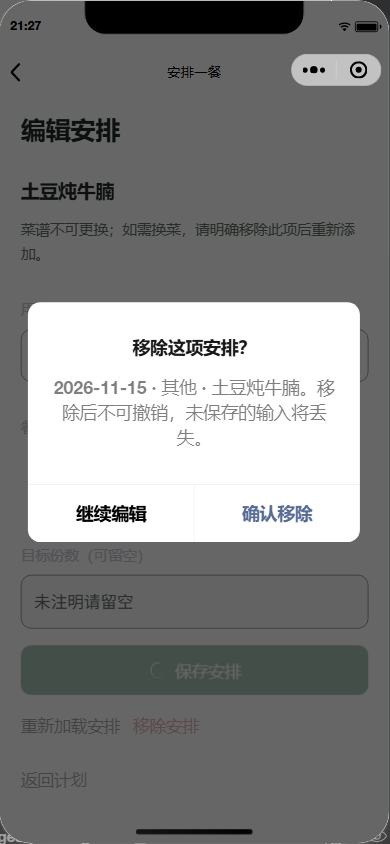 21:27
安排一餐
编辑安排
土豆炖牛腩
菜谱不可更换；如需换菜，请明确移除此项后重新添
加。
移除这项安排？
2026-11-15 · 其他 · 土豆炖牛腩。移
除后不可撤销，未保存的输入将丢
失。
继续编辑
确认移除
目标份数（可留空）
未注明请留空
保存安排
重新加载安排
移除安排
返回计划